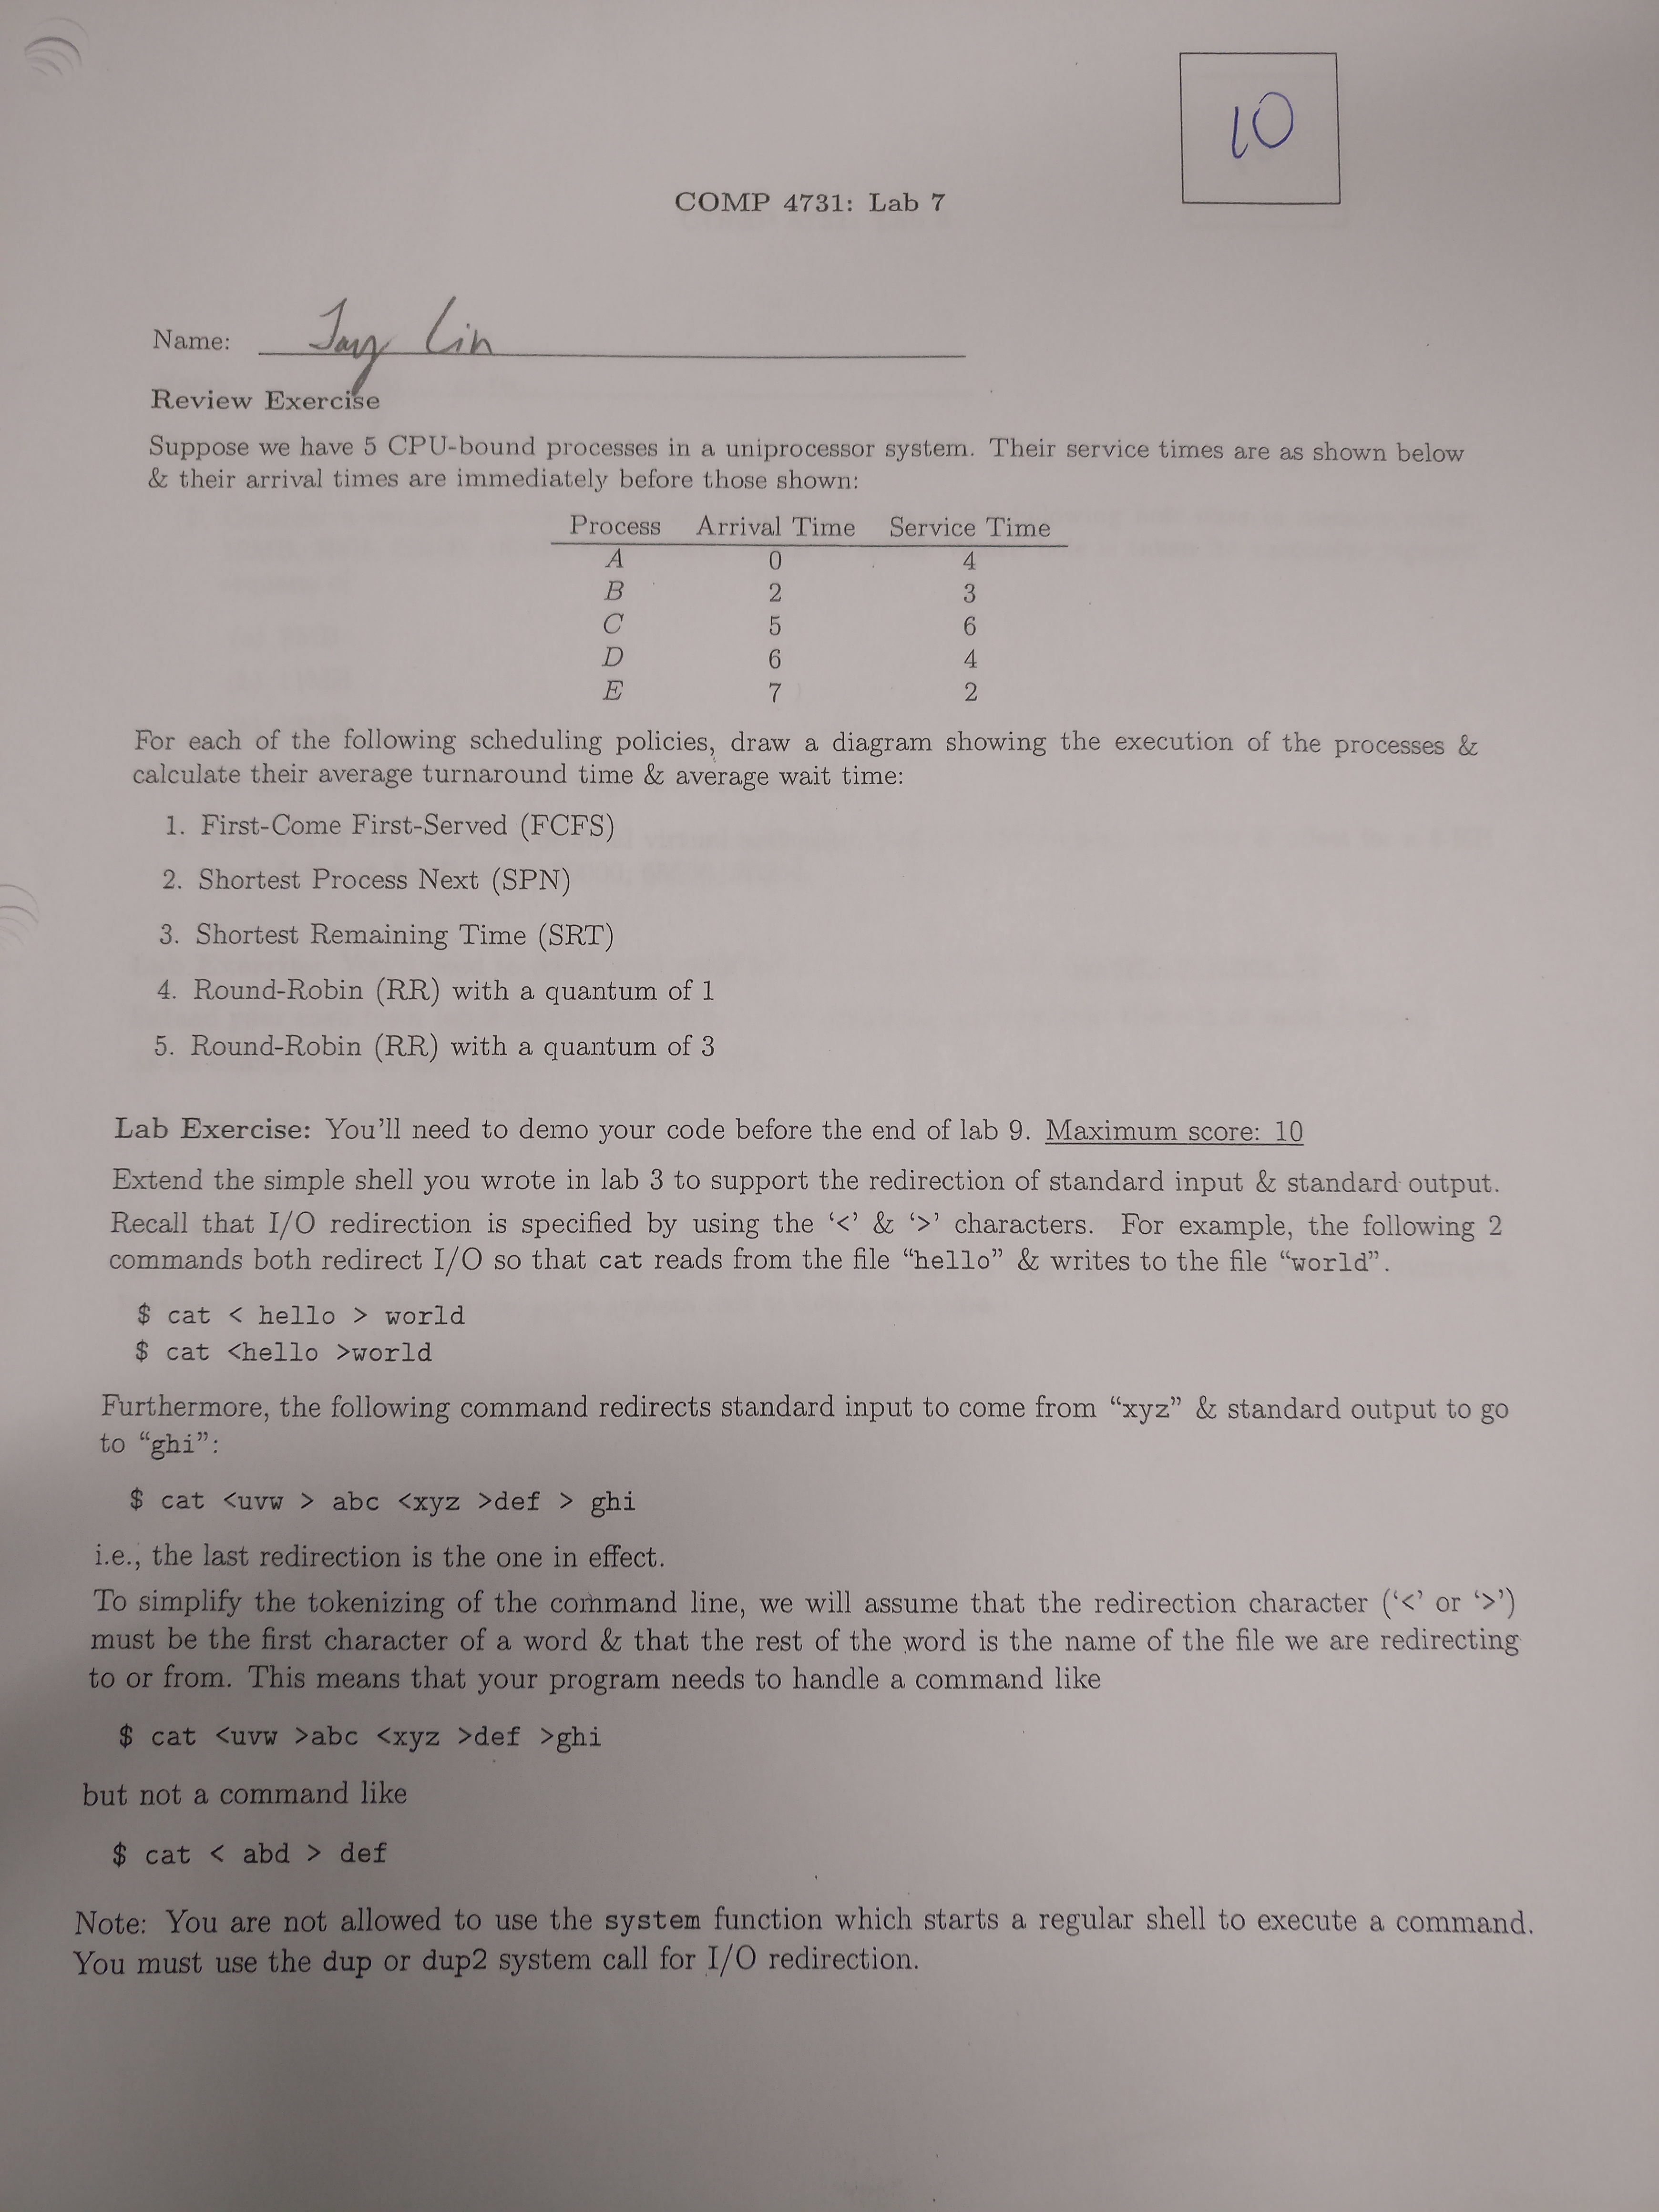 10
COMP 4731: Lab 7
Name: Jay Lin
Review Exercise
Suppose we have 5 CPU-bound processes in a uniprocessor system. Their service times are as shown below
& their arrival times are immediately before those shown:
Process Arrival Time Service Time
A 0 4
B 2 3
C 5 6
D 6 4
E 7 2
For each of the following scheduling policies, draw a diagram showing the execution of the processes &
calculate their average turnaround time & average wait time:
1. First-Come First-Served (FCFS)
2. Shortest Process Next (SPN)
3. Shortest Remaining Time (SRT)
4. Round-Robin (RR) with a quantum of 1
5. Round-Robin (RR) with a quantum of 3
Lab Exercise: You'll need to demo your code before the end of lab 9. Maximum score: 10
Extend the simple shell you wrote in lab 3 to support the redirection of standard input & standard output.
Recall that I/O redirection is specified by using the ‘<’ & ‘>’ characters. For example, the following 2
commands both redirect I/O so that cat reads from the file “hello” & writes to the file “world”.
$ cat < hello > world
$ cat <hello >world
Furthermore, the following command redirects standard input to come from “xyz” & standard output to go
to “ghi”:
$ cat <uvw > abc <xyz >def > ghi
i.e., the last redirection is the one in effect.
To simplify the tokenizing of the command line, we will assume that the redirection character (‘<’ or ‘>’)
must be the first character of a word & that the rest of the word is the name of the file we are redirecting
to or from. This means that your program needs to handle a command like
$ cat <uvw >abc <xyz >def >ghi
but not a command like
$ cat < abd > def
Note: You are not allowed to use the system function which starts a regular shell to execute a command.
You must use the dup or dup2 system call for I/O redirection.